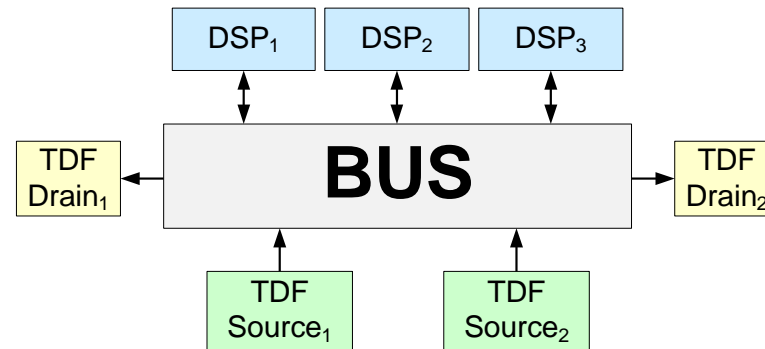 DSP₁
DSP₂
DSP₃
TDF
Drain₁
BUS
TDF
Drain₂
TDF
Source₁
TDF
Source₂